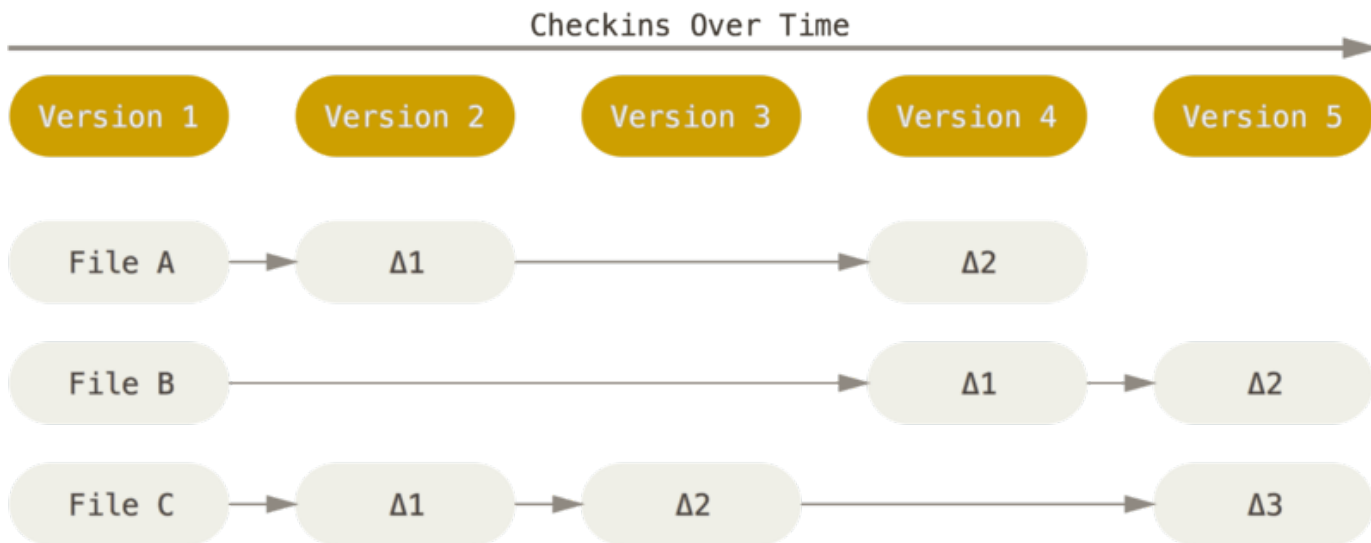 Checkins Over Time
Version 1 Version 2 Version 3 Version 4 Version 5
File A Δ1 Δ2
File B Δ1 Δ2
File C Δ1 Δ2 Δ3